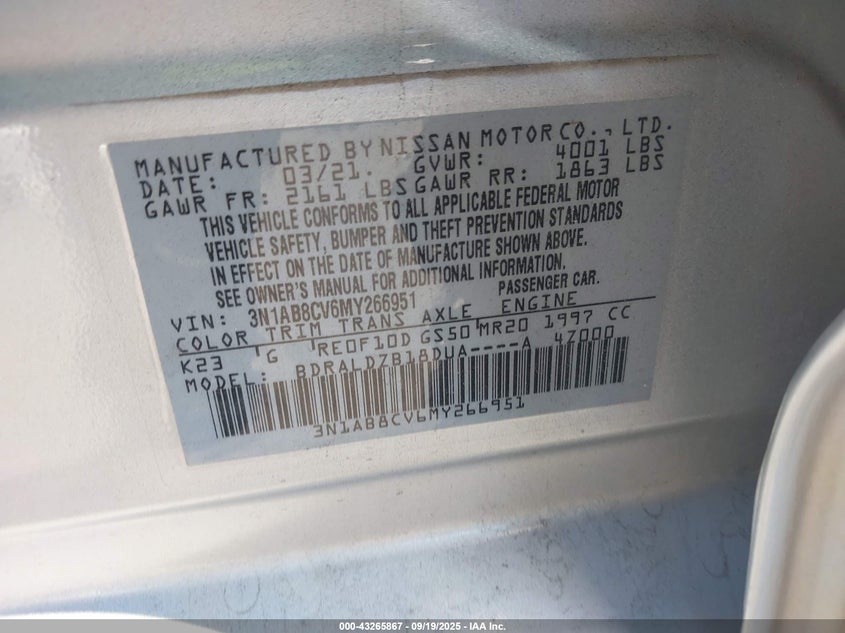 MANUFACTURED BY NISSAN MOTOR CO., LTD.
DATE: 03/21. GVWR: 4001 LBS
GAWR FR: 2161 LBS GAWR RR: 1863 LBS
THIS VEHICLE CONFORMS TO ALL APPLICABLE FEDERAL MOTOR
VEHICLE SAFETY, BUMPER AND THEFT PREVENTION STANDARDS
IN EFFECT ON THE DATE OF MANUFACTURE SHOWN ABOVE.
SEE OWNER'S MANUAL FOR ADDITIONAL INFORMATION.
VIN: 3N1AB8CV6MY266951 PASSENGER CAR.
COLOR TRIM TRANS AXLE ENGINE
K23 G RE0F10D GS50 MR20 1997 CC
MODEL: BDRALDZB18DUA----A 47000
3N1AB8CV6MY266951
000-43265867 - 09/19/2025 - IAA Inc.